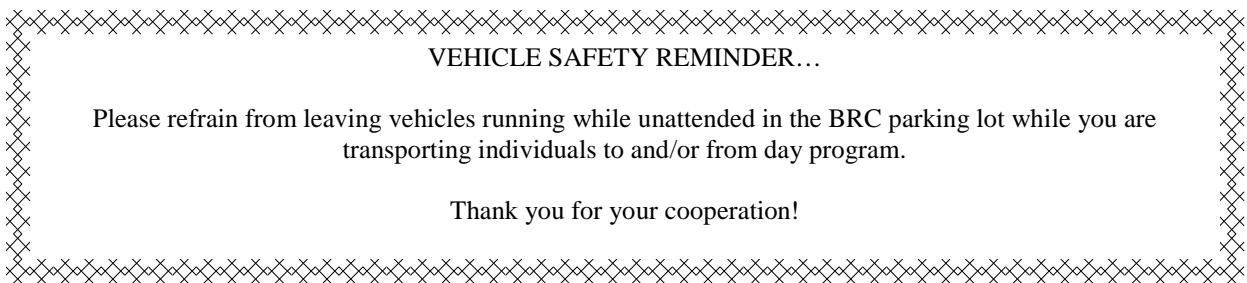 VEHICLE SAFETY REMINDER…
Please refrain from leaving vehicles running while unattended in the BRC parking lot while you are
transporting individuals to and/or from day program.
Thank you for your cooperation!